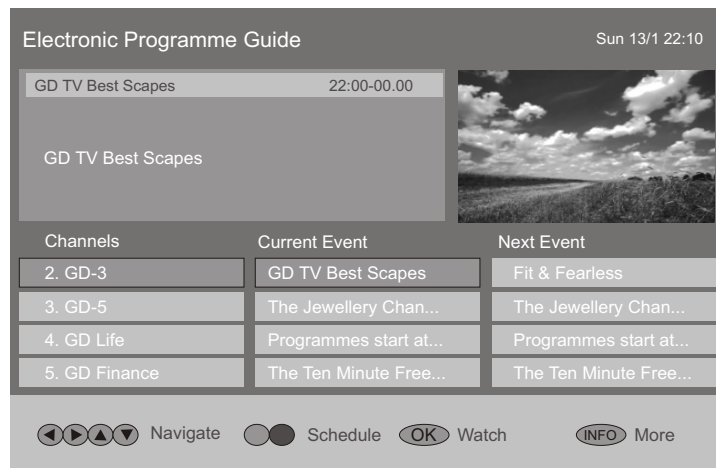 Electronic Programme Guide Sun 13/1 22:10
GD TV Best Scapes 22:00-00.00
GD TV Best Scapes
Channels Current Event Next Event
2. GD-3 GD TV Best Scapes Fit & Fearless
3. GD-5 The Jewellery Chan... The Jewellery Chan...
4. GD Life Programmes start at... Programmes start at...
5. GD Finance The Ten Minute Free... The Ten Minute Free...
Navigate Schedule OK Watch INFO More